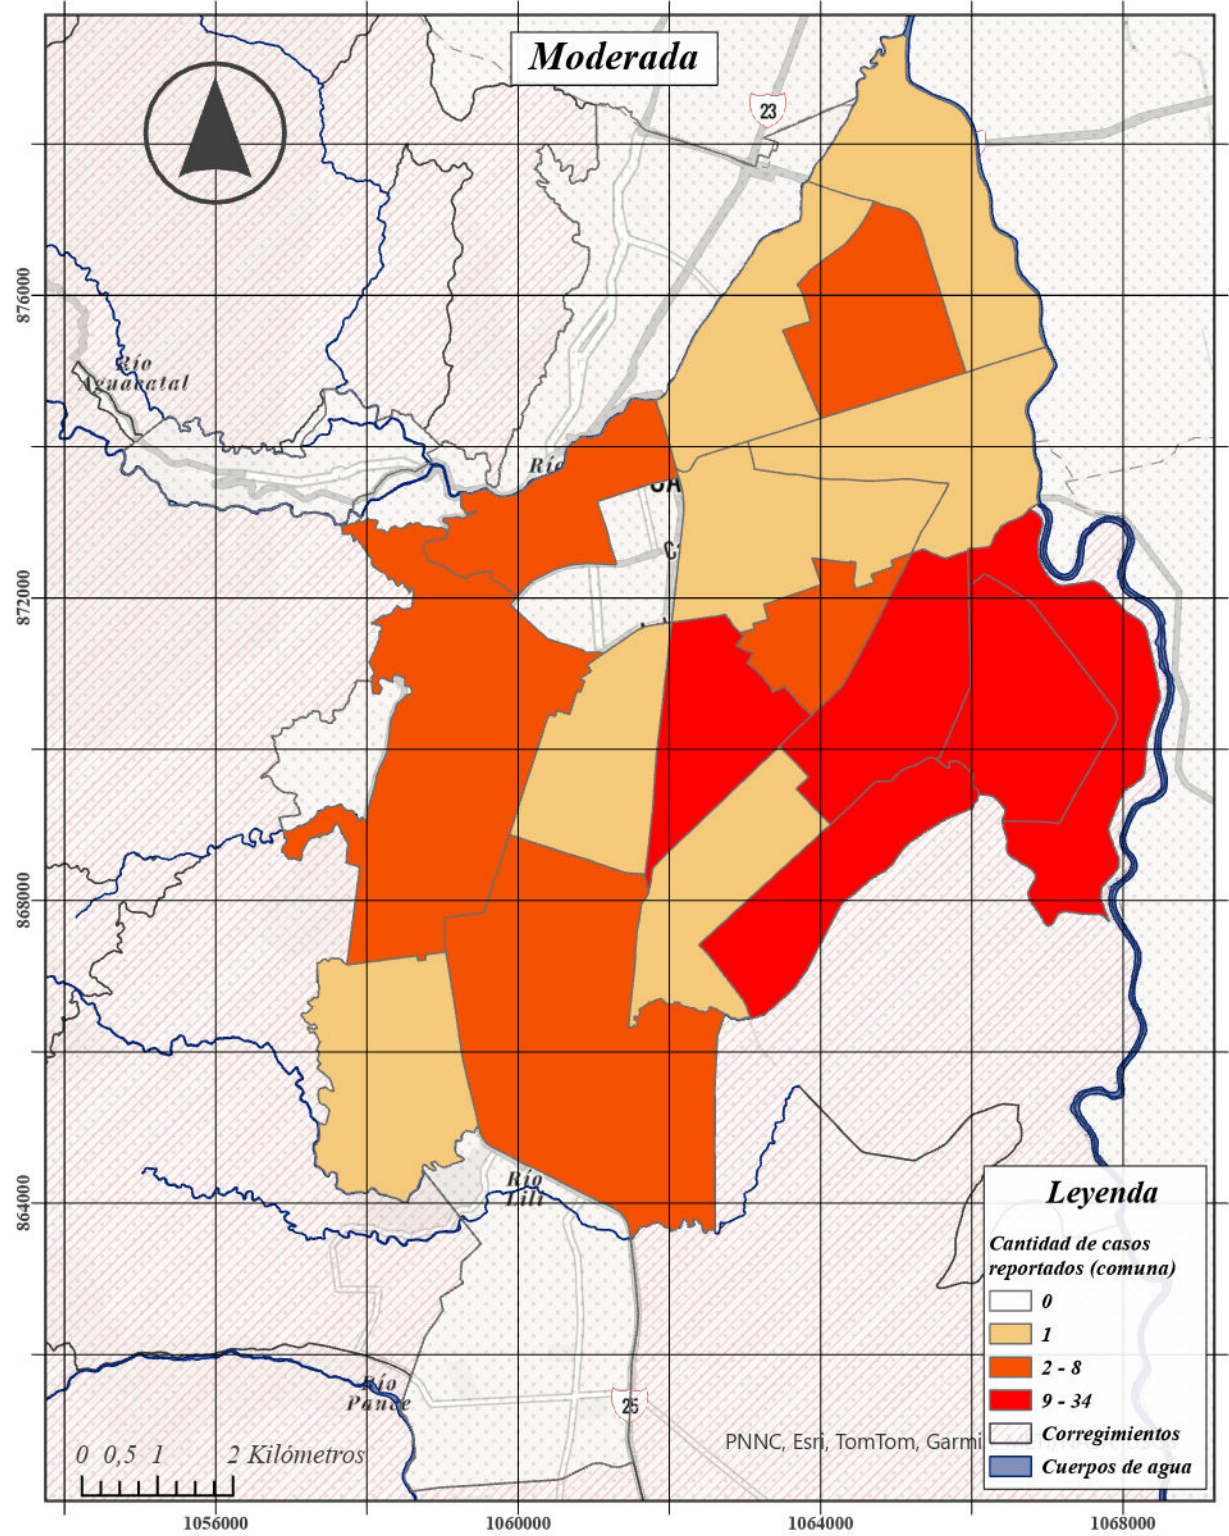 Moderada
23
876000
Río
Aguacatal
Río
872000
868000
864000
Río
Lili
Leyenda
Cantidad de casos
reportados (comuna)
0
1
2 - 8
9 - 34
Corregimientos
Cuerpos de agua
Río
Pance
25
PNNC, Esri, TomTom, Garmi
0 0,5 1 2 Kilómetros
1056000 1060000 1064000 1068000